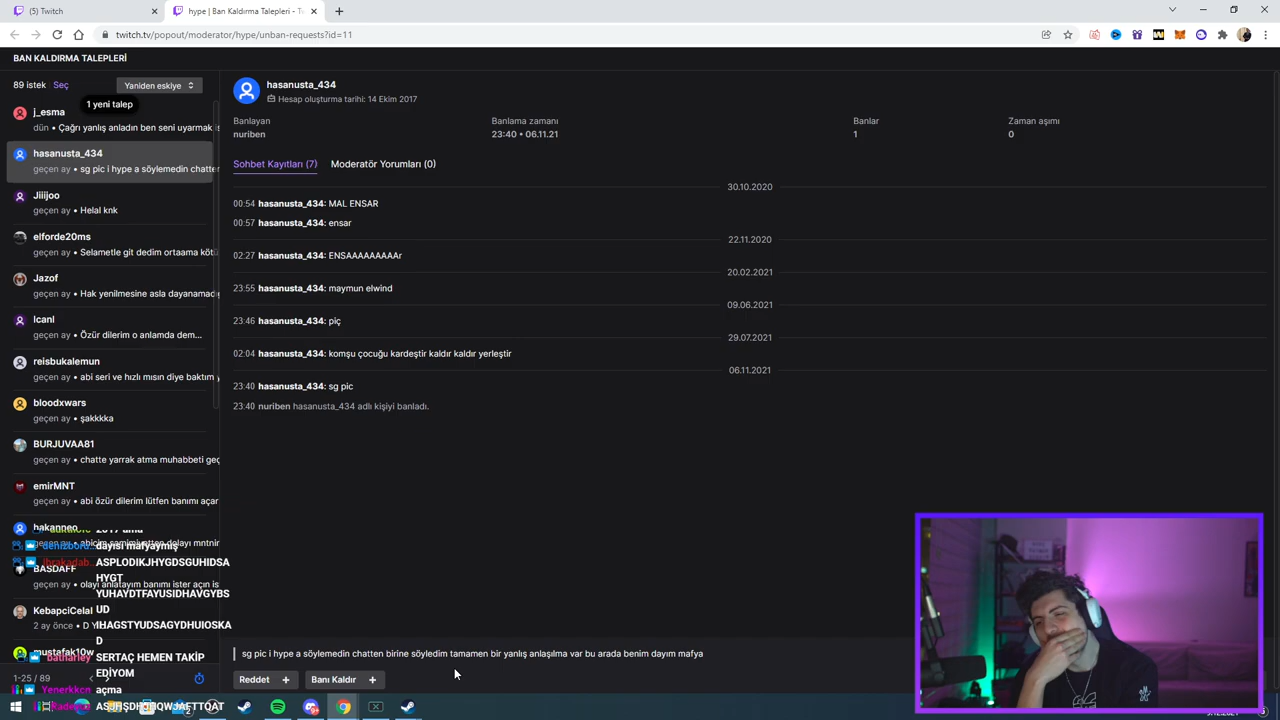 (5) Twitch
hype | Ban Kaldırma Talepleri - T
twitch.tv/popout/moderator/hype/unban-requests?id=11
BAN KALDIRMA TALEPLERİ
89 istek Seç
Yeniden eskiye
1 yeni talep
j_esma
dün • Çağrı yanlış anladın ben seni uyarmak is
hasanusta_434
geçen ay • sg pic i hype a söylemedin chatten
Jiiijoo
geçen ay • Helal knk
elforde20ms
geçen ay • Selametle git dedim ortaama kötü
Jazof
geçen ay • Hak yenilmesine asla dayanamadı
lcanl
geçen ay • Özür dilerim o anlamda dem...
reisbukalemun
geçen ay • abi seri ve hızlı mısın diye baktım
bloodxwars
geçen ay • şakkkka
BURJUVAA81
geçen ay • chatte yarrak atma muhabbeti geç
emirMNT
geçen ay • abi özür dilerim lütfen banımı açar
hakanneo
denizbord... dayısı mafyaymış
ibrakadab ASPLODIKJHYGDSGUHIDSA
HYGT
BASDAFF
geçen ay • olayı anlatayım banımı ister açın is
YUHAYDTFAYUSIDHAVGYBS
UD
KebapciCelal
2 ay önce •
IHAGSTYUDSAGYDHUIOSKA
D
mustafak10w
batharley SERTAÇ HEMEN TAKİP
EDİYOM
1-25 / 89
Yenerkkcn açma
hasanusta_434
Hesap oluşturma tarihi: 14 Ekim 2017
Banlayan
nuriben
Banlama zamanı
23:40 • 06.11.21
Banlar
1
Zaman aşımı
0
Sohbet Kayıtları (7) Moderatör Yorumları (0)
30.10.2020
00:54 hasanusta_434: MAL ENSAR
00:57 hasanusta_434: ensar
22.11.2020
02:27 hasanusta_434: ENSAAAAAAAAAr
20.02.2021
23:55 hasanusta_434: maymun elwind
09.06.2021
23:46 hasanusta_434: piç
29.07.2021
02:04 hasanusta_434: komşu çocuğu kardeştir kaldır kaldır yerleştir
06.11.2021
23:40 hasanusta_434: sg pic
23:40 nuriben hasanusta_434 adlı kişiyi banladı.
sg pic i hype a söylemedin chatten birine söyledim tamamen bir yanlış anlaşılma var bu arada benim dayım mafya
Reddet +
Banı Kaldır +